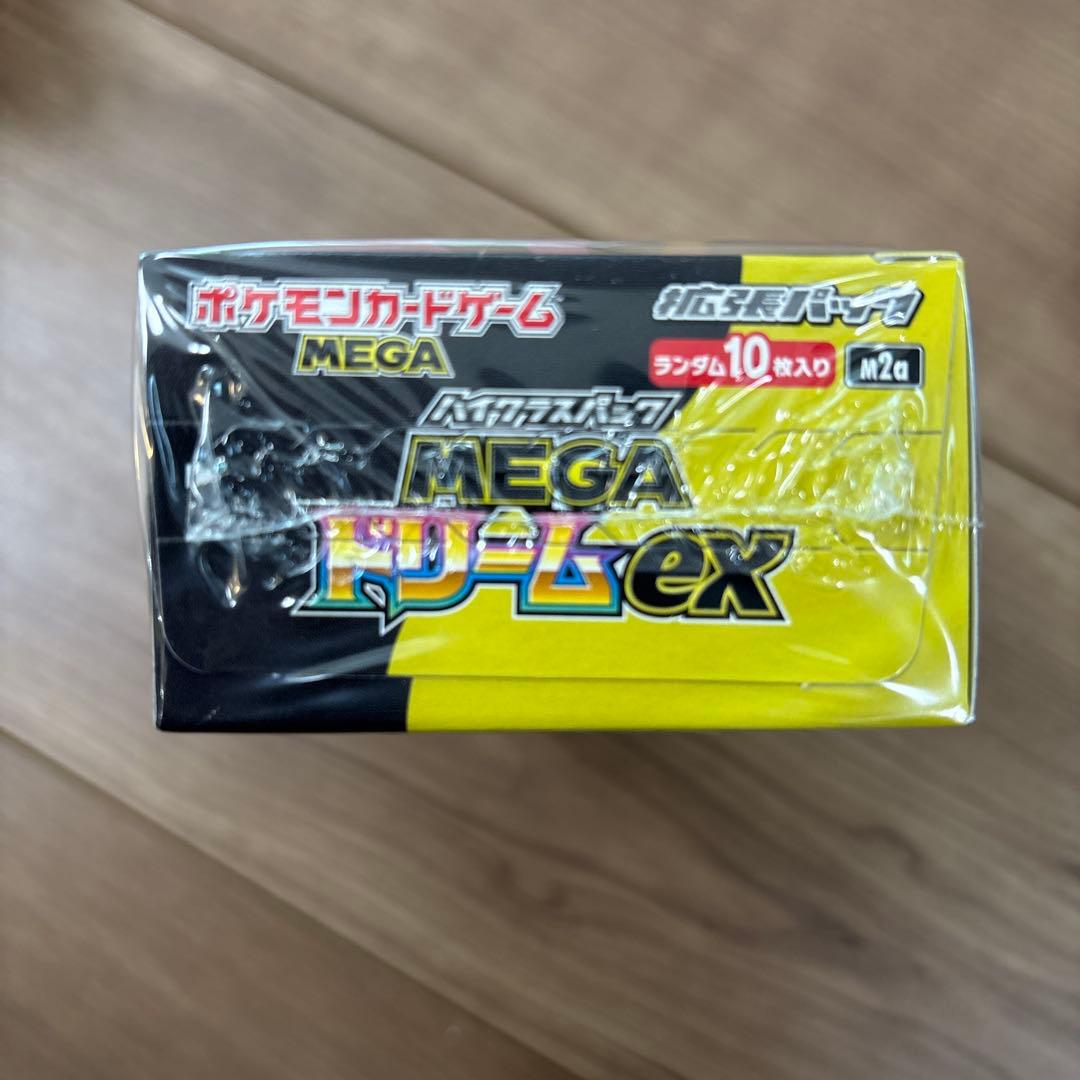 ポケモンカードゲーム
MEGA
拡張パック
ランダム10枚入り
M2a
ハイクラスパック
MEGA
ドリームex